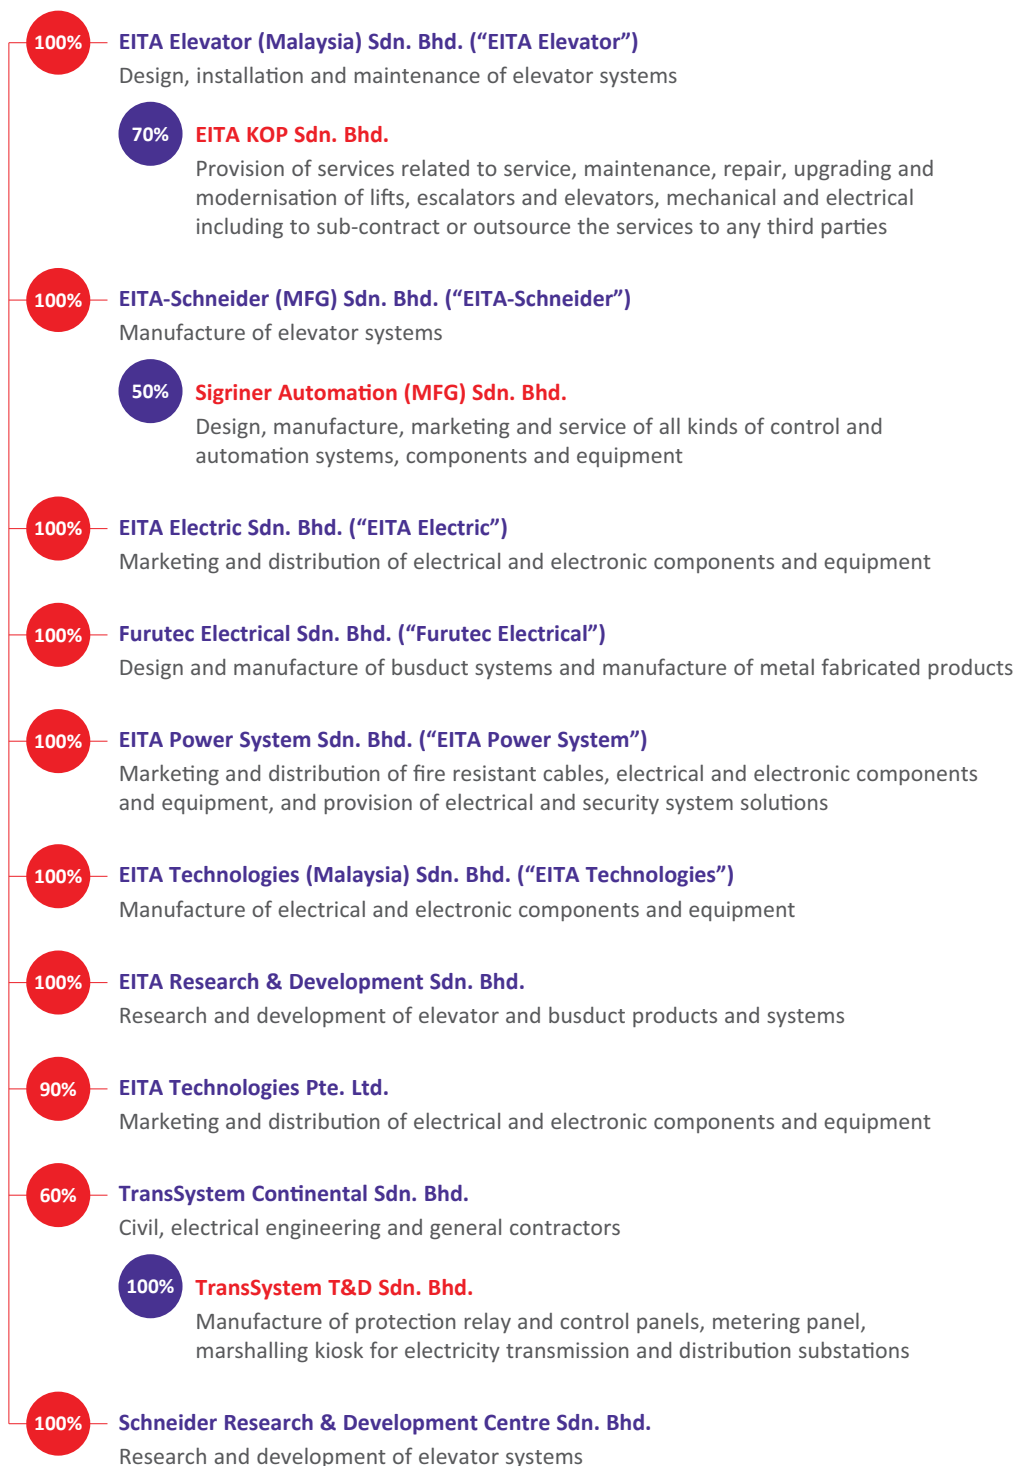 100%
EITA Elevator (Malaysia) Sdn. Bhd. (“EITA Elevator”)
Design, installation and maintenance of elevator systems
70%
EITA KOP Sdn. Bhd.
Provision of services related to service, maintenance, repair, upgrading and
modernisation of lifts, escalators and elevators, mechanical and electrical
including to sub-contract or outsource the services to any third parties
100%
EITA-Schneider (MFG) Sdn. Bhd. (“EITA-Schneider”)
Manufacture of elevator systems
50%
Sigriner Automation (MFG) Sdn. Bhd.
Design, manufacture, marketing and service of all kinds of control and
automation systems, components and equipment
100%
EITA Electric Sdn. Bhd. (“EITA Electric”)
Marketing and distribution of electrical and electronic components and equipment
100%
Furutec Electrical Sdn. Bhd. (“Furutec Electrical”)
Design and manufacture of busduct systems and manufacture of metal fabricated products
100%
EITA Power System Sdn. Bhd. (“EITA Power System”)
Marketing and distribution of fire resistant cables, electrical and electronic components
and equipment, and provision of electrical and security system solutions
100%
EITA Technologies (Malaysia) Sdn. Bhd. (“EITA Technologies”)
Manufacture of electrical and electronic components and equipment
100%
EITA Research & Development Sdn. Bhd.
Research and development of elevator and busduct products and systems
90%
EITA Technologies Pte. Ltd.
Marketing and distribution of electrical and electronic components and equipment
60%
TransSystem Continental Sdn. Bhd.
Civil, electrical engineering and general contractors
100%
TransSystem T&D Sdn. Bhd.
Manufacture of protection relay and control panels, metering panel,
marshalling kiosk for electricity transmission and distribution substations
100%
Schneider Research & Development Centre Sdn. Bhd.
Research and development of elevator systems